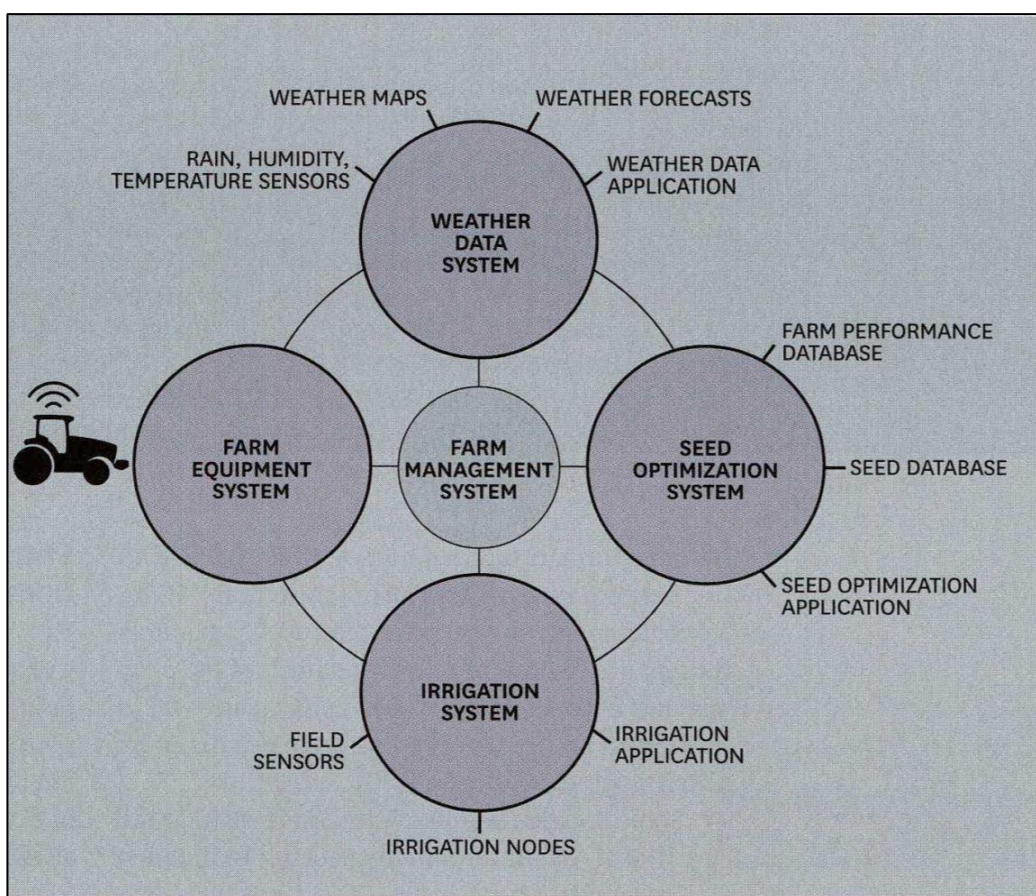 WEATHER MAPS
WEATHER FORECASTS
RAIN, HUMIDITY,
TEMPERATURE SENSORS
WEATHER DATA
APPLICATION
WEATHER
DATA
SYSTEM
FARM PERFORMANCE
DATABASE
FARM
EQUIPMENT
SYSTEM
FARM
MANAGEMENT
SYSTEM
SEED
OPTIMIZATION
SYSTEM
SEED DATABASE
SEED OPTIMIZATION
APPLICATION
IRRIGATION
SYSTEM
FIELD
SENSORS
IRRIGATION
APPLICATION
IRRIGATION NODES